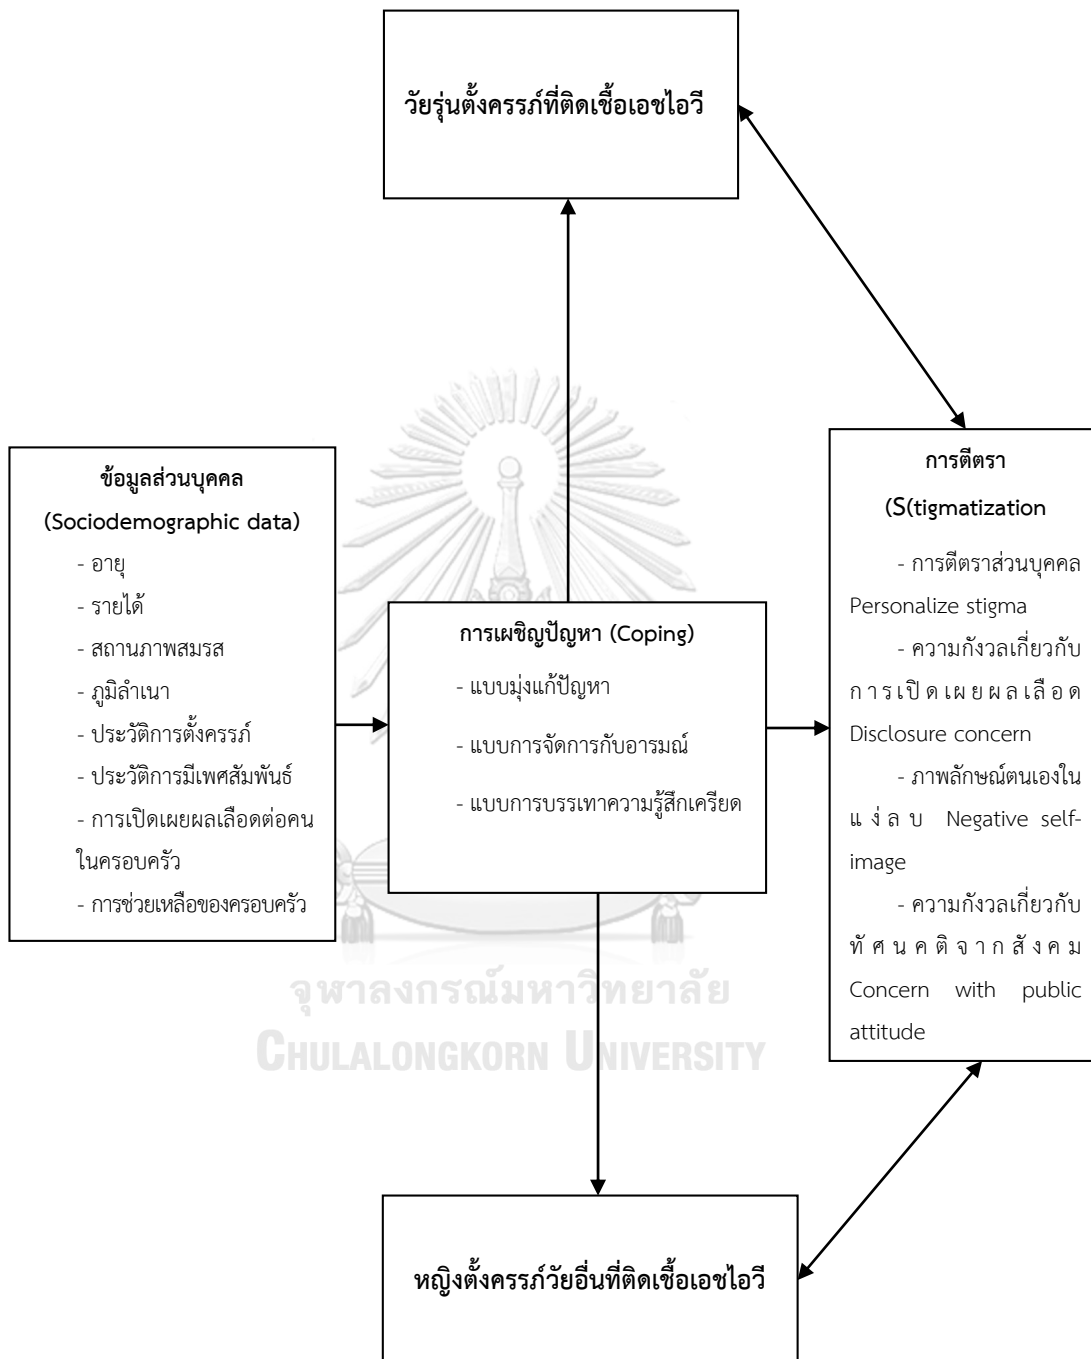 วัยรุ่นตั้งครรภ์ที่ติดเชื้อเอชไอวี
ข้อมูลส่วนบุคคล
(Sociodemographic data)
- อายุ
- รายได้
- สถานภาพสมรส
- ภูมิลำเนา
- ประวัติการตั้งครรภ์
- ประวัติการมีเพศสัมพันธ์
- การเปิดเผยผลเลือดต่อคน
ในครอบครัว
- การช่วยเหลือของครอบครัว
การเผชิญปัญหา (Coping)
- แบบมุ่งแก้ปัญหา
- แบบการจัดการกับอารมณ์
- แบบการบรรเทาความรู้สึกเครียด
การตีตรา
(S(tigmatization
- การตีตราส่วนบุคคล
Personalize stigma
- ความกังวลเกี่ยวกับ
การเปิดเผยผลเลือด
Disclosure concern
- ภาพลักษณ์ตนเองใน
แง่ลบ Negative self-
image
- ความกังวลเกี่ยวกับ
ทัศนคติจากสังคม
Concern with public
attitude
จุฬาลงกรณ์มหาวิทยาลัย
CHULALONGKORN UNIVERSITY
หญิงตั้งครรภ์วัยอื่นที่ติดเชื้อเอชไอวี